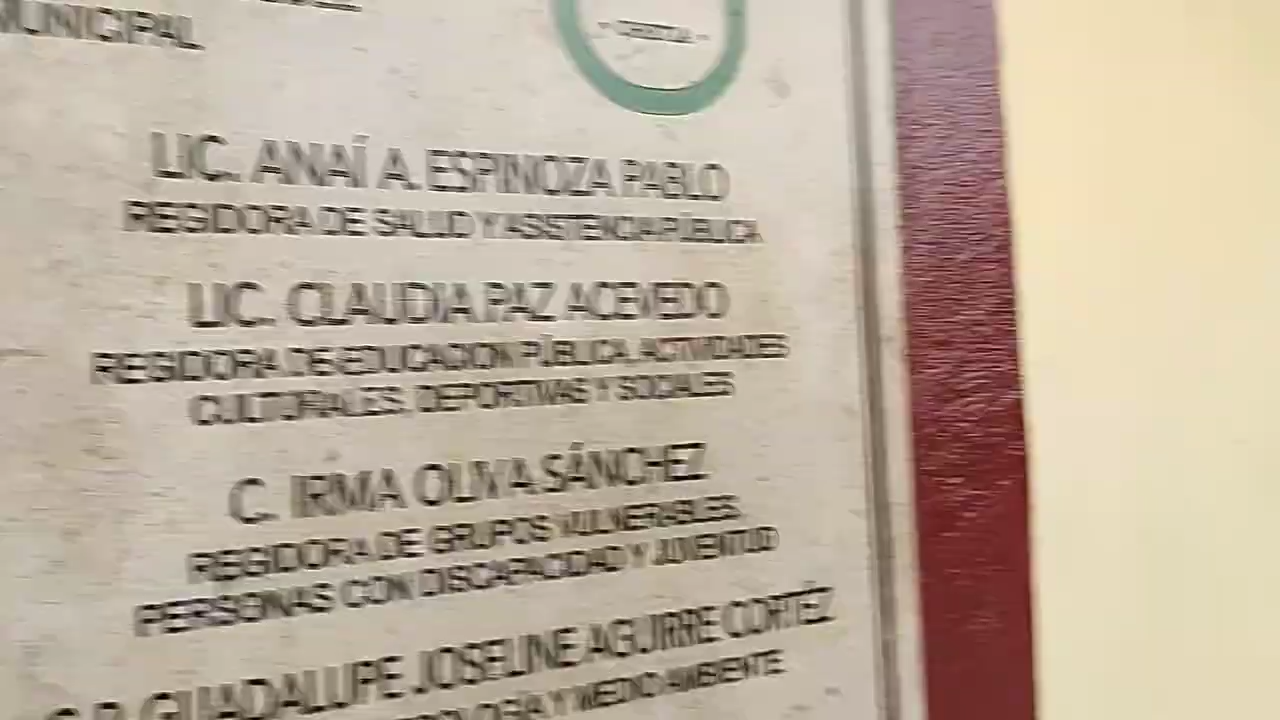 MUNICIPAL
LIC. ANAÍ A. ESPINOZA PABLO
REGIDORA DE SALUD Y ASISTENCIA PÚBLICA
LIC. CLAUDIA PAZ ACEVEDO
REGIDORA DE EDUCACIÓN PÚBLICA, ACTIVIDADES
CULTURALES, DEPORTIVAS Y SOCIALES
C. IRMA OLIVA SÁNCHEZ
REGIDORA DE GRUPOS VULNERABLES,
PERSONAS CON DISCAPACIDAD Y JUVENTUD
GUADALUPE JOSELINE AGUIRRE CORTÉZ
ECOLOGÍA Y MEDIO AMBIENTE